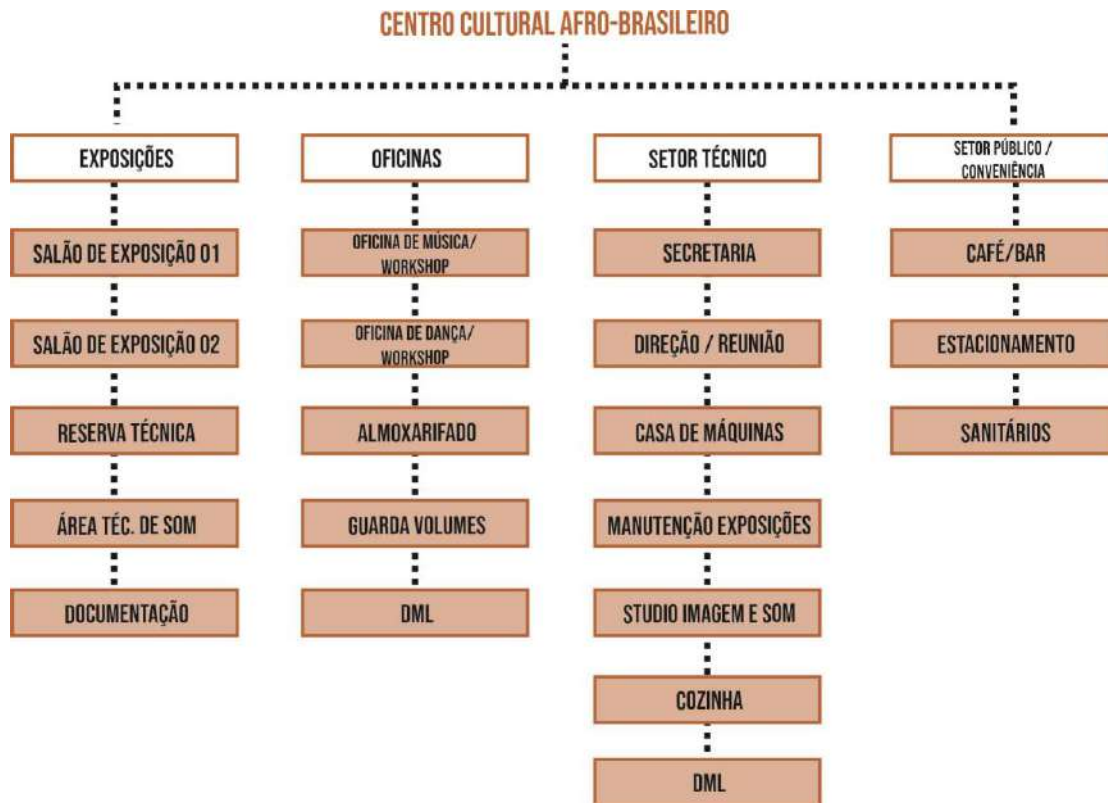 CENTRO CULTURAL AFRO-BRASILEIRO
EXPOSIÇÕES
SALÃO DE EXPOSIÇÃO 01
SALÃO DE EXPOSIÇÃO 02
RESERVA TÉCNICA
ÁREA TÉC. DE SOM
DOCUMENTAÇÃO
OFICINAS
OFICINA DE MÚSICA/
WORKSHOP
OFICINA DE DANÇA/
WORKSHOP
ALMOXARIFADO
GUARDA VOLUMES
DML
SETOR TÉCNICO
SECRETARIA
DIREÇÃO / REUNIÃO
CASA DE MÁQUINAS
MANUTENÇÃO EXPOSIÇÕES
STUDIO IMAGEM E SOM
COZINHA
DML
SETOR PÚBLICO /
CONVENIÊNCIA
CAFÉ/BAR
ESTACIONAMENTO
SANITÁRIOS